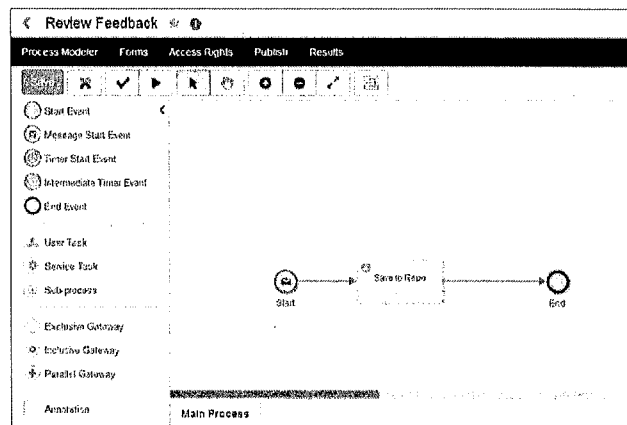 Review Feedback
Process Modeler Forms Access Rights Publish Results
Save
Start Event
Message Start Event
Timer Start Event
Intermediate Timer Event
End Event
User Task
Service Task
Sub-process
Exclusive Gateway
Inclusive Gateway
Parallel Gateway
Annotation
Save to Repo
Start
End
Main Process